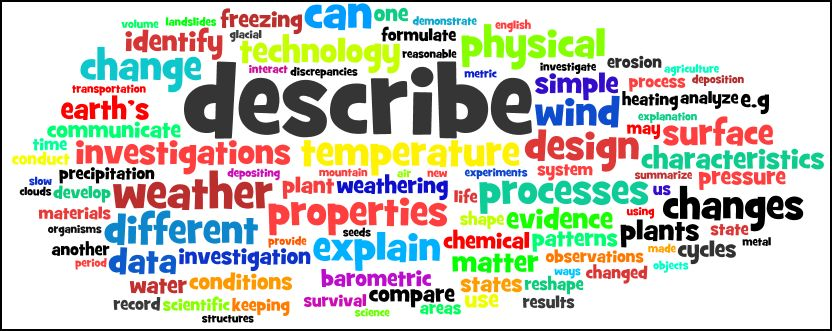 volume landslides freezing can one demonstrate english
identify glacial technology formulate reasonable physical
change interact discrepancies metric investigate erosion agriculture
transportation describe simple process deposition
earth's wind heating analyze e.g
communicate explanation
time investigations temperature design may surface
conduct characteristics
precipitation depositing mountain air new experiments system summarize pressure
slow clouds develop weather plant weathering life processes us
materials properties shape evidence using changes
organisms different seeds chemical patterns plants state
another provide explain made metal
period data investigation matter observations cycles
water conditions barometric states ways changed objects
reshape
record scientific keeping survival compare use results
structures science areas